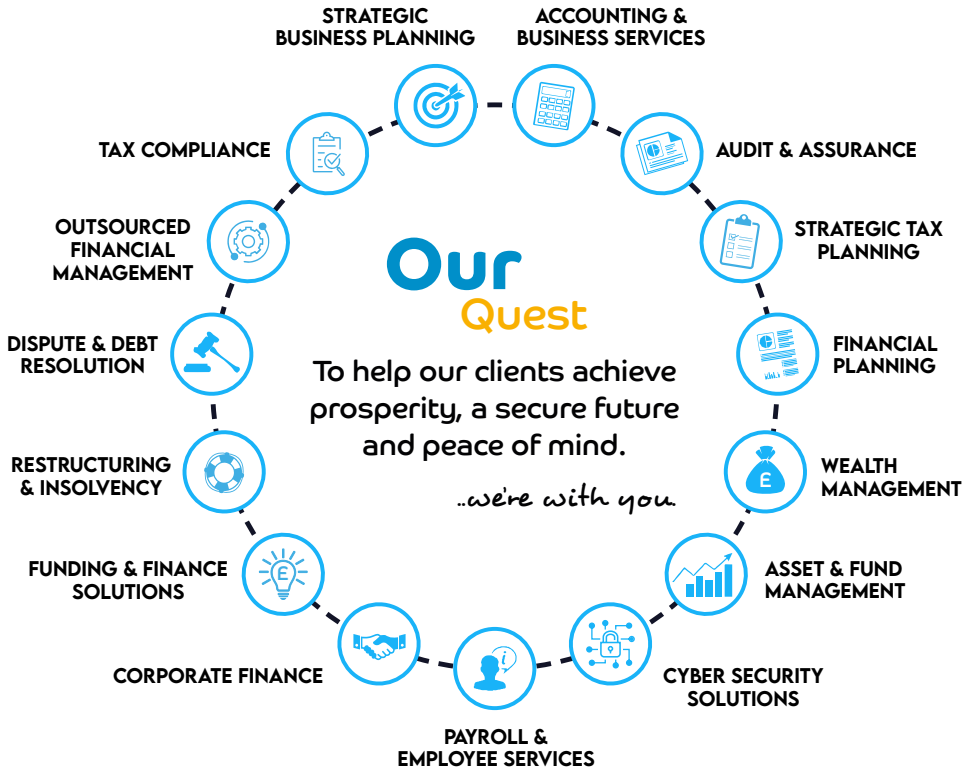 STRATEGIC
BUSINESS PLANNING
ACCOUNTING &
BUSINESS SERVICES
AUDIT & ASSURANCE
STRATEGIC TAX
PLANNING
FINANCIAL
PLANNING
£
WEALTH
MANAGEMENT
ASSET & FUND
MANAGEMENT
CYBER SECURITY
SOLUTIONS
i
PAYROLL &
EMPLOYEE SERVICES
CORPORATE FINANCE
£
FUNDING & FINANCE
SOLUTIONS
RESTRUCTURING
& INSOLVENCY
DISPUTE & DEBT
RESOLUTION
OUTSOURCED
FINANCIAL
MANAGEMENT
TAX COMPLIANCE
Our
Quest
To help our clients achieve
prosperity, a secure future
and peace of mind.
..we're with you.